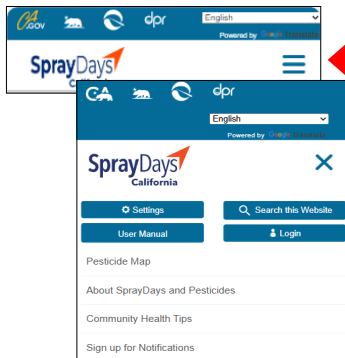 CA.GOV dpr English
Powered by Google Translate
SprayDays
CA dpr
English
Powered by Google Translate
SprayDays
California
Settings Search this Website
User Manual Login
Pesticide Map
About SprayDays and Pesticides
Community Health Tips
Sign up for Notifications